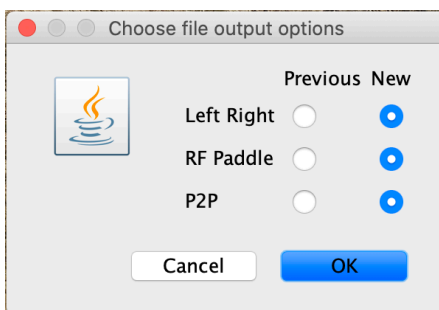 Choose file output options
Previous New
Left Right
RF Paddle
P2P
Cancel OK